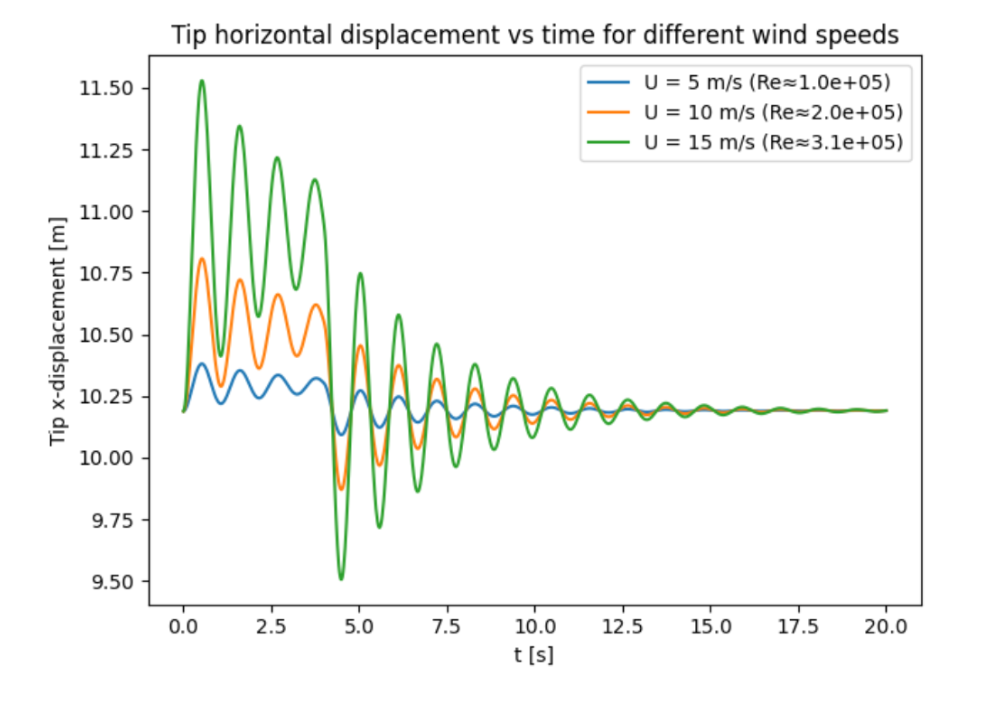 Tip horizontal displacement vs time for different wind speeds
U = 5 m/s (Re≈1.0e+05)
U = 10 m/s (Re≈2.0e+05)
U = 15 m/s (Re≈3.1e+05)
Tip x-displacement [m]
11.50
11.25
11.00
10.75
10.50
10.25
10.00
9.75
9.50
0.0 2.5 5.0 7.5 10.0 12.5 15.0 17.5 20.0
t [s]